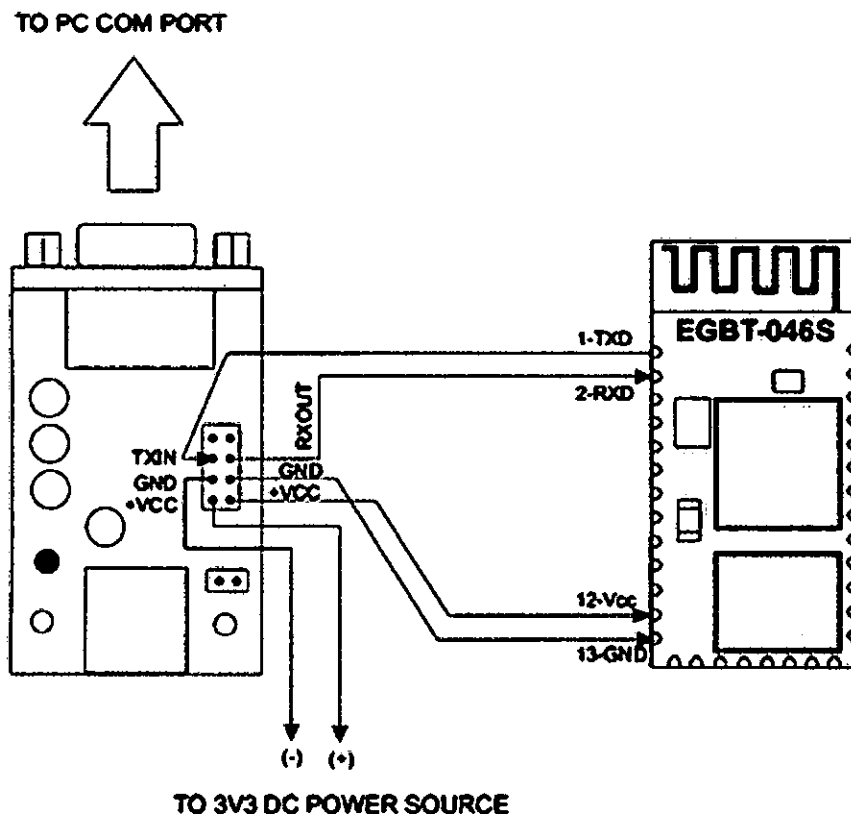 TO PC COM PORT
1-TXD
EGBT-046S
2-RXD
RXOUT
TXIN
GND
GND
+VCC
+VCC
12-Vcc
13-GND
(-)
(+)
TO 3V3 DC POWER SOURCE